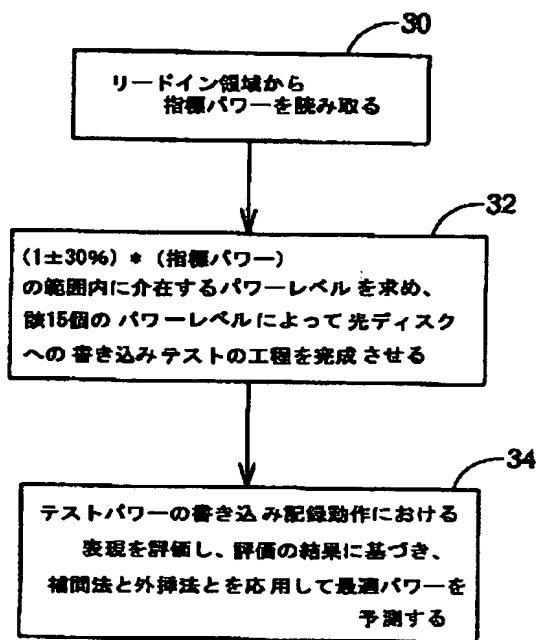 30
リードイン領域から
指標パワーを読み取る
32
(1±30%) * (指標パワー)
の範囲内に介在するパワーレベルを求め、
該15個のパワーレベルによって光ディスク
への書き込みテストの工程を完成させる
34
テストパワーの書き込み記録動作における
表現を評価し、評価の結果に基づき、
補間法と外挿法とを応用して最適パワーを
予測する